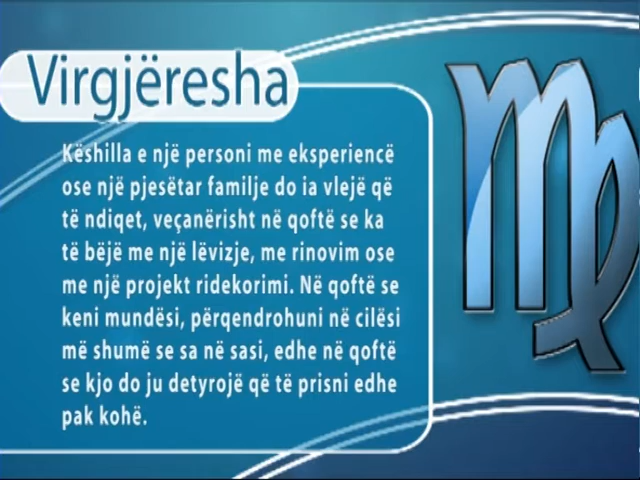 Virgjëresha
Këshilla e një personi me eksperiencë
ose një pjesëtar familje do ia vlejë që
të ndiqet, veçanërisht në qoftë se ka
të bëjë me një lëvizje, me rinovim ose
me një projekt ridekorimi. Në qoftë se
keni mundësi, përqendrohuni në cilësi
më shumë se sa në sasi, edhe në qoftë
se kjo do ju detyrojë që të prisni edhe
pak kohë.